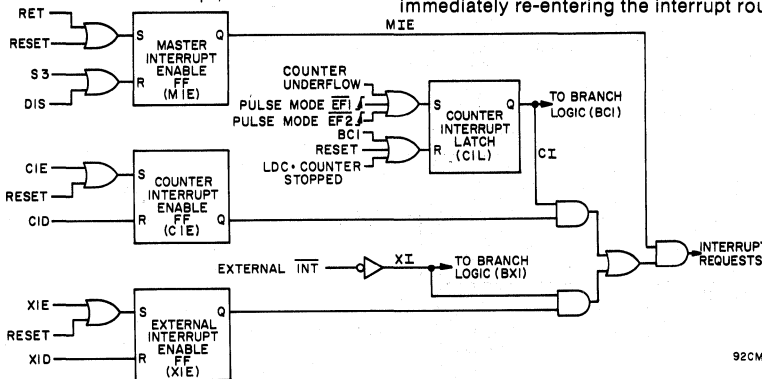 immediately re-entering the interrupt rou
RET
RESET
S3
DIS
S
R
Q
MASTER
INTERRUPT
ENABLE
FF
(MIE)
MIE
COUNTER
UNDERFLOW
PULSE MODE EF1
PULSE MODE EF2
BCI
RESET
LDC • COUNTER
STOPPED
S
R
Q
COUNTER
INTERRUPT
LATCH
(CIL)
TO BRANCH
LOGIC (BCI)
CI
CIE
RESET
CID
S
R
Q
COUNTER
INTERRUPT
ENABLE
FF
(CIE)
EXTERNAL INT
XI
TO BRANCH
LOGIC (BXI)
INTERRUPT
REQUESTS
XIE
RESET
XID
S
R
Q
EXTERNAL
INTERRUPT
ENABLE
FF
(XIE)
92CM